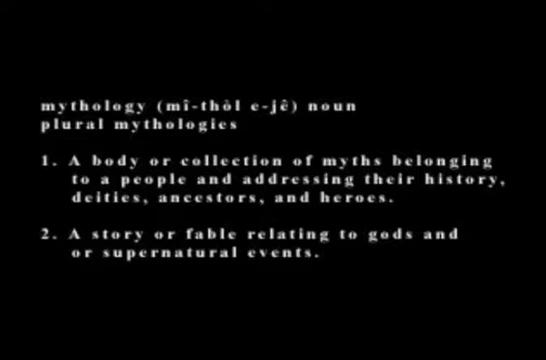 mythology (mî-thòl e-jê) noun
plural mythologies
1. A body or collection of myths belonging
to a people and addressing their history,
deities, ancestors, and heroes.
2. A story or fable relating to gods and
or supernatural events.